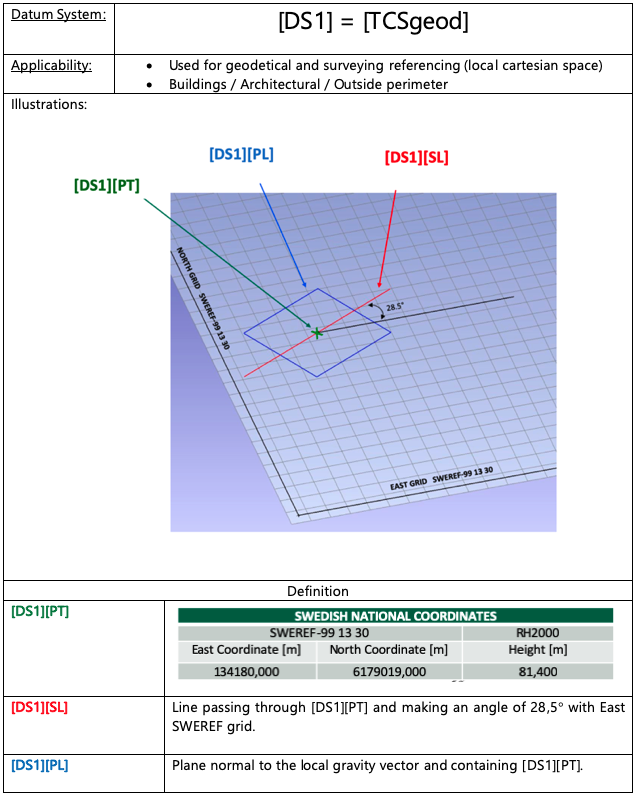 Datum System:
[DS1] = [TCSgeod]
Applicability:
• Used for geodetical and surveying referencing (local cartesian space)
• Buildings / Architectural / Outside perimeter
Illustrations:
[DS1][PL]
[DS1][SL]
[DS1][PT]
NORTH GRID SWEREF-99 13 30
28.5°
EAST GRID SWEREF-99 13 30
Definition
[DS1][PT]
SWEDISH NATIONAL COORDINATES
SWEREF-99 13 30 RH2000
East Coordinate [m] North Coordinate [m] Height [m]
134180,000 6179019,000 81,400
[DS1][SL]
Line passing through [DS1][PT] and making an angle of 28,5° with East
SWEREF grid.
[DS1][PL]
Plane normal to the local gravity vector and containing [DS1][PT].